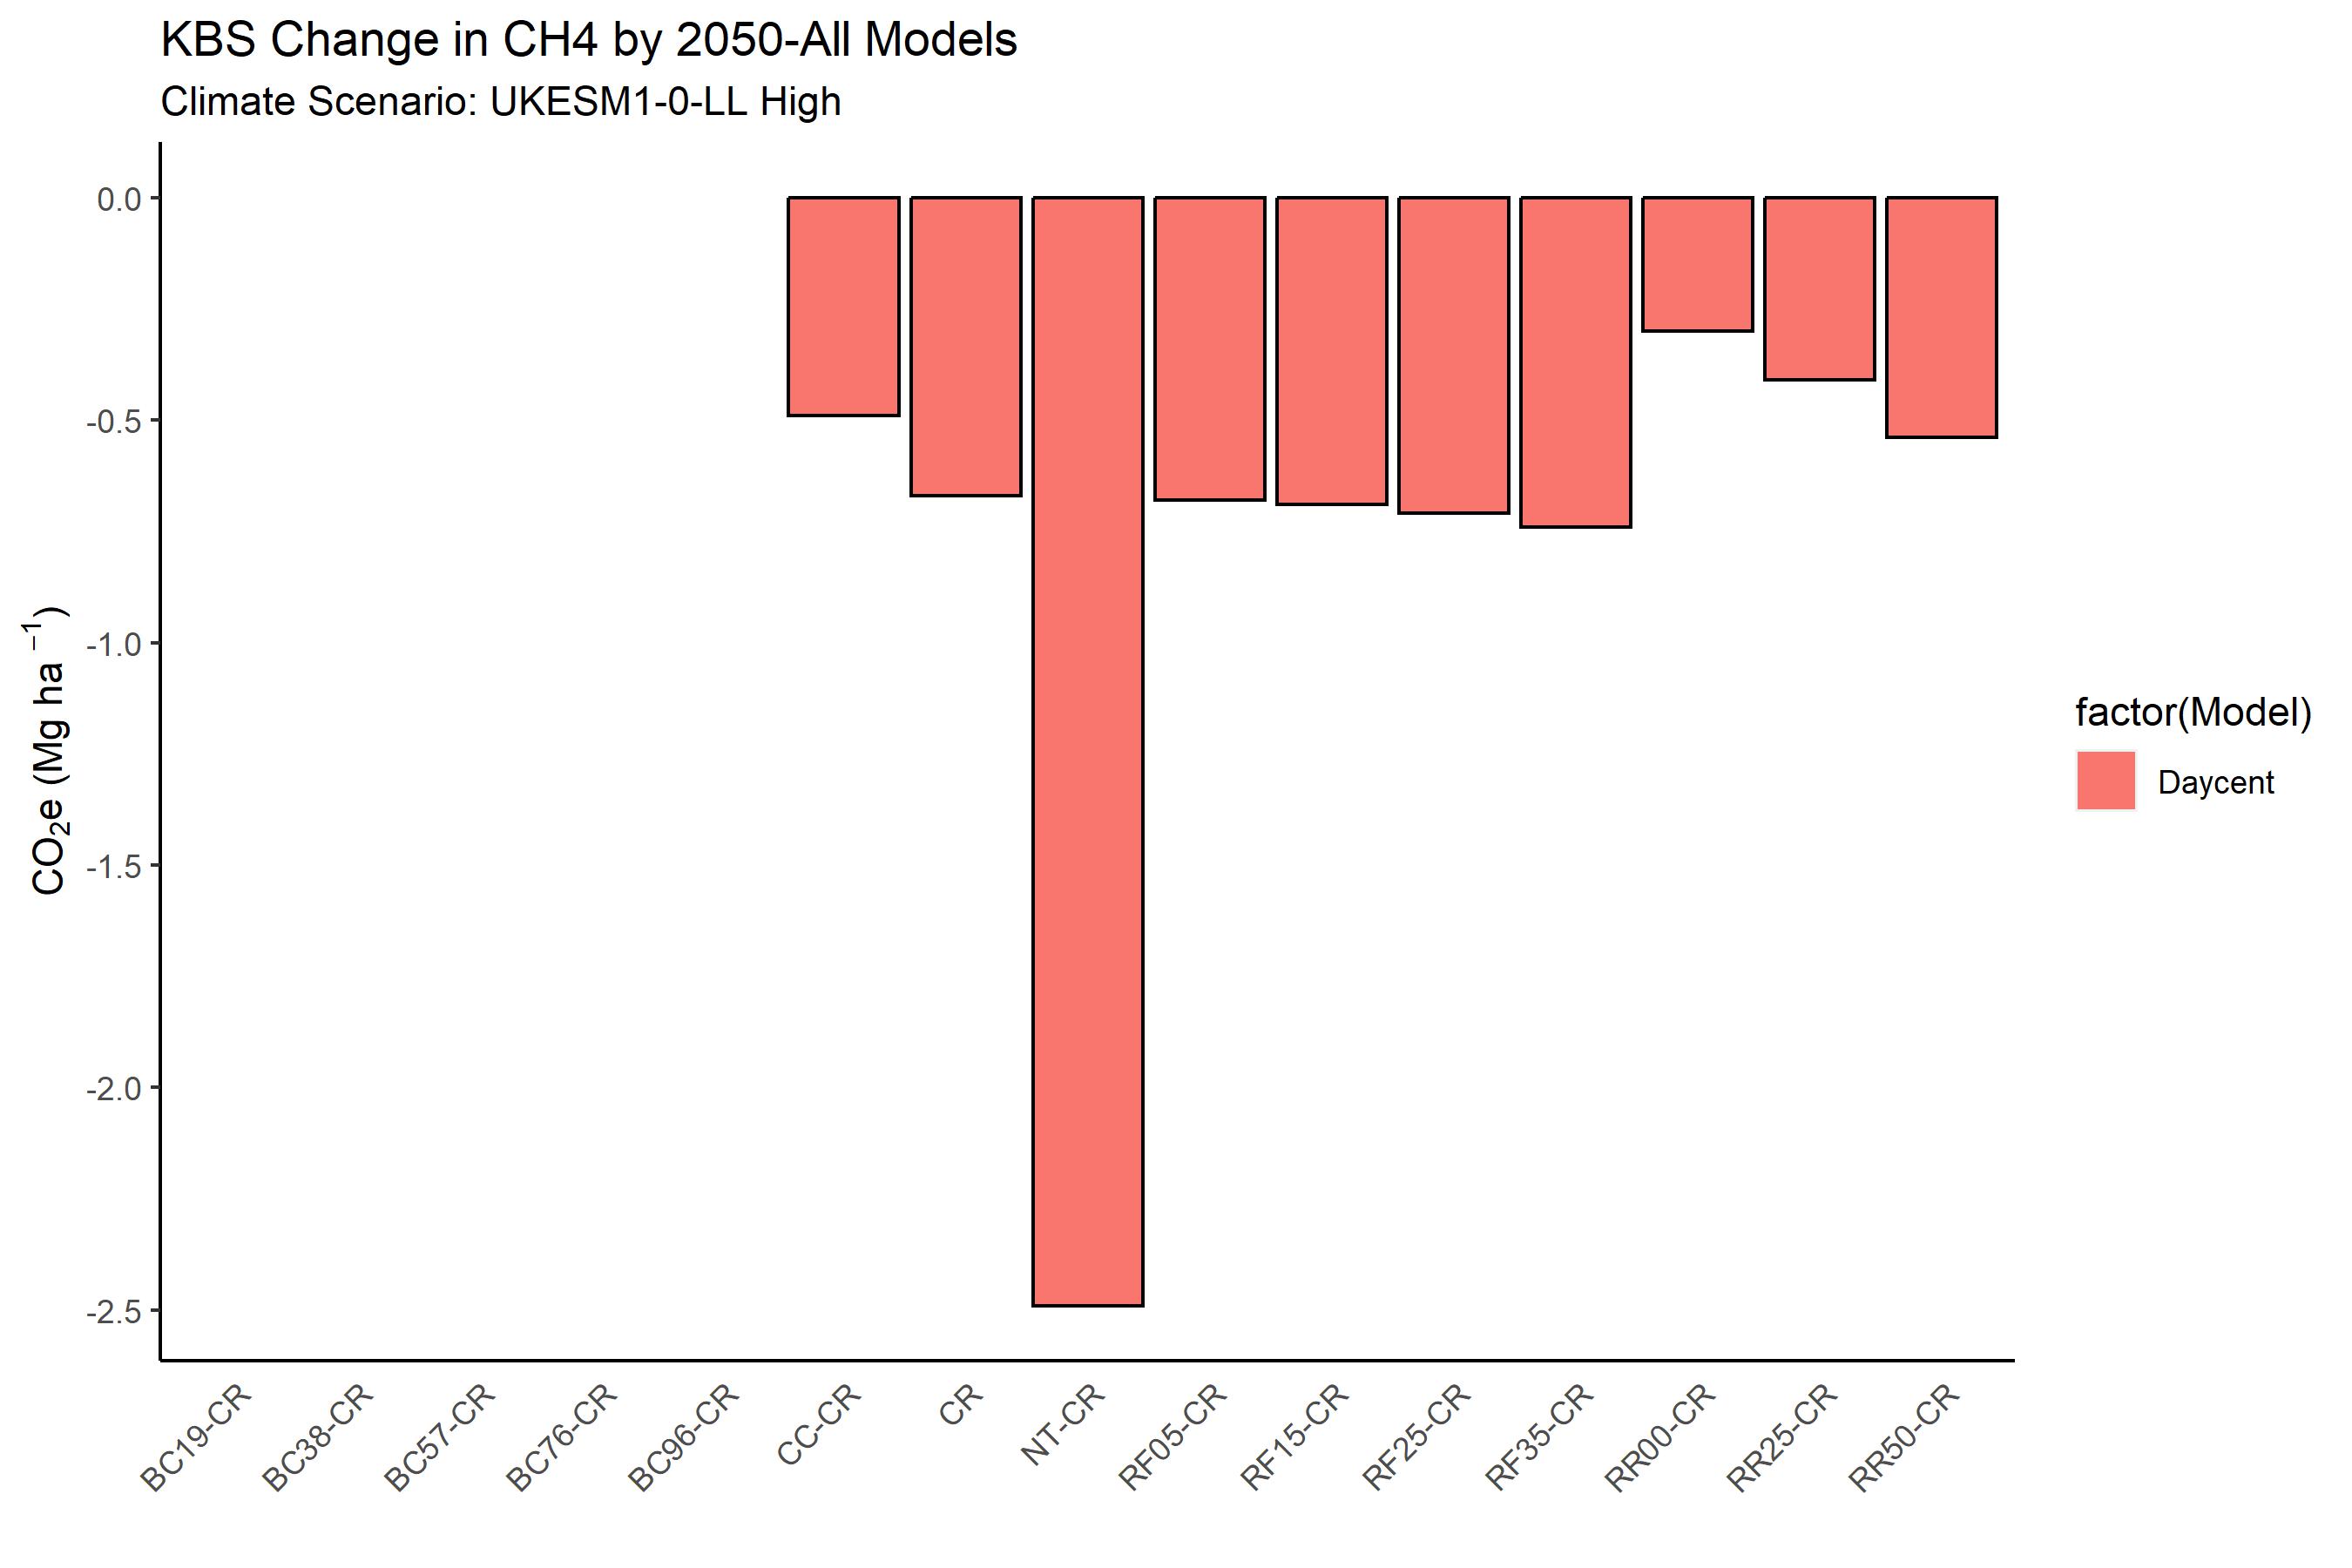 KBS Change in CH4 by 2050-All Models
Climate Scenario: UKESM1-0-LL High
CO₂e (Mg ha ⁻¹)
0.0
-0.5
-1.0
-1.5
-2.0
-2.5
BC19-CR
BC38-CR
BC57-CR
BC76-CR
BC96-CR
CC-CR
CR
NT-CR
RF05-CR
RF15-CR
RF25-CR
RF35-CR
RR00-CR
RR25-CR
RR50-CR
factor(Model)
Daycent